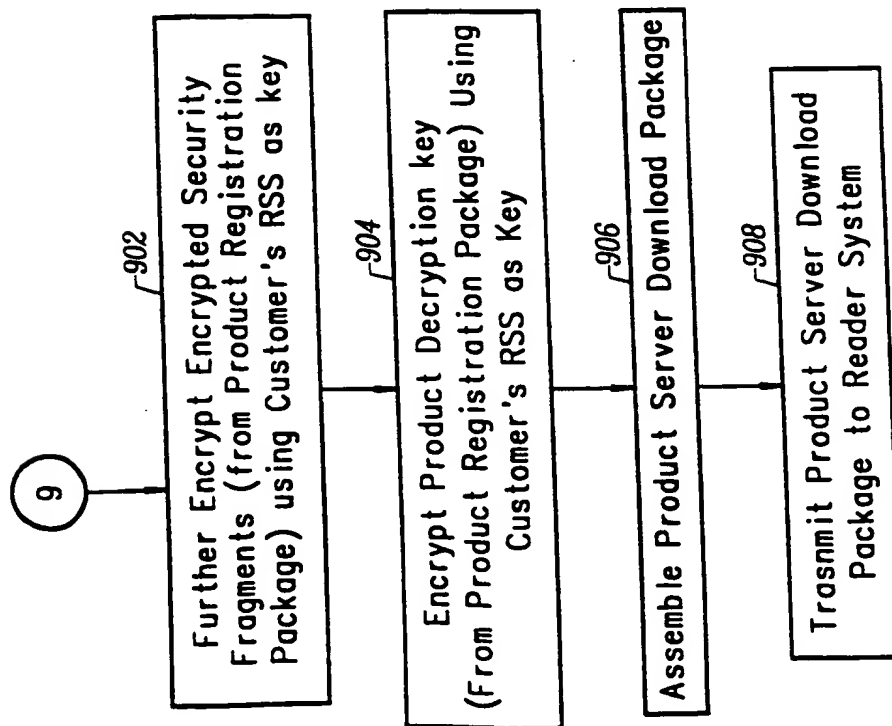 9
902
Further Encrypt Encrypted Security
Fragments (from Product Registration
Package) using Customer's RSS as key
904
Encrypt Product Decryption key
(From Product Registration Package) Using
Customer's RSS as Key
906
Assemble Product Server Download Package
908
Trasnmit Product Server Download
Package to Reader System